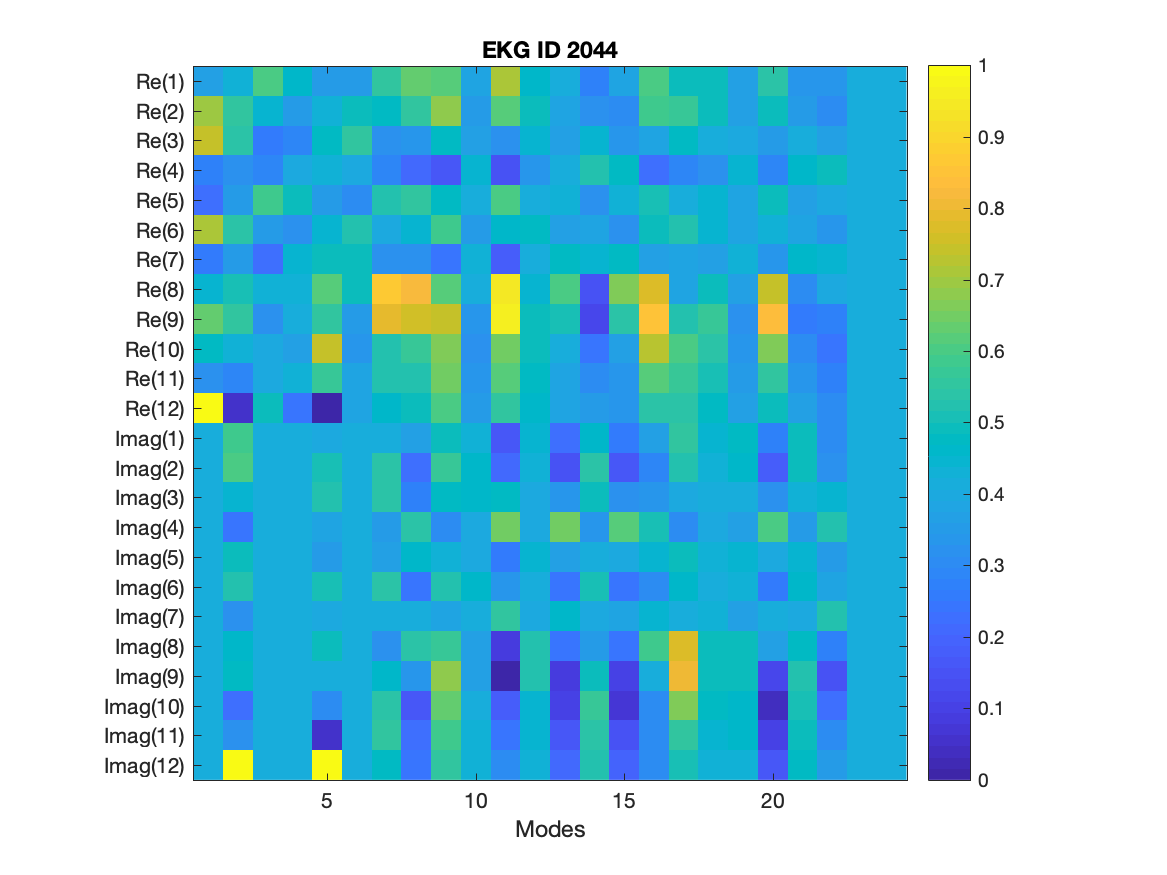 EKG ID 2044
Re(1)
Re(2)
Re(3)
Re(4)
Re(5)
Re(6)
Re(7)
Re(8)
Re(9)
Re(10)
Re(11)
Re(12)
Imag(1)
Imag(2)
Imag(3)
Imag(4)
Imag(5)
Imag(6)
Imag(7)
Imag(8)
Imag(9)
Imag(10)
Imag(11)
Imag(12)
5 10 15 20
Modes
1
0.9
0.8
0.7
0.6
0.5
0.4
0.3
0.2
0.1
0